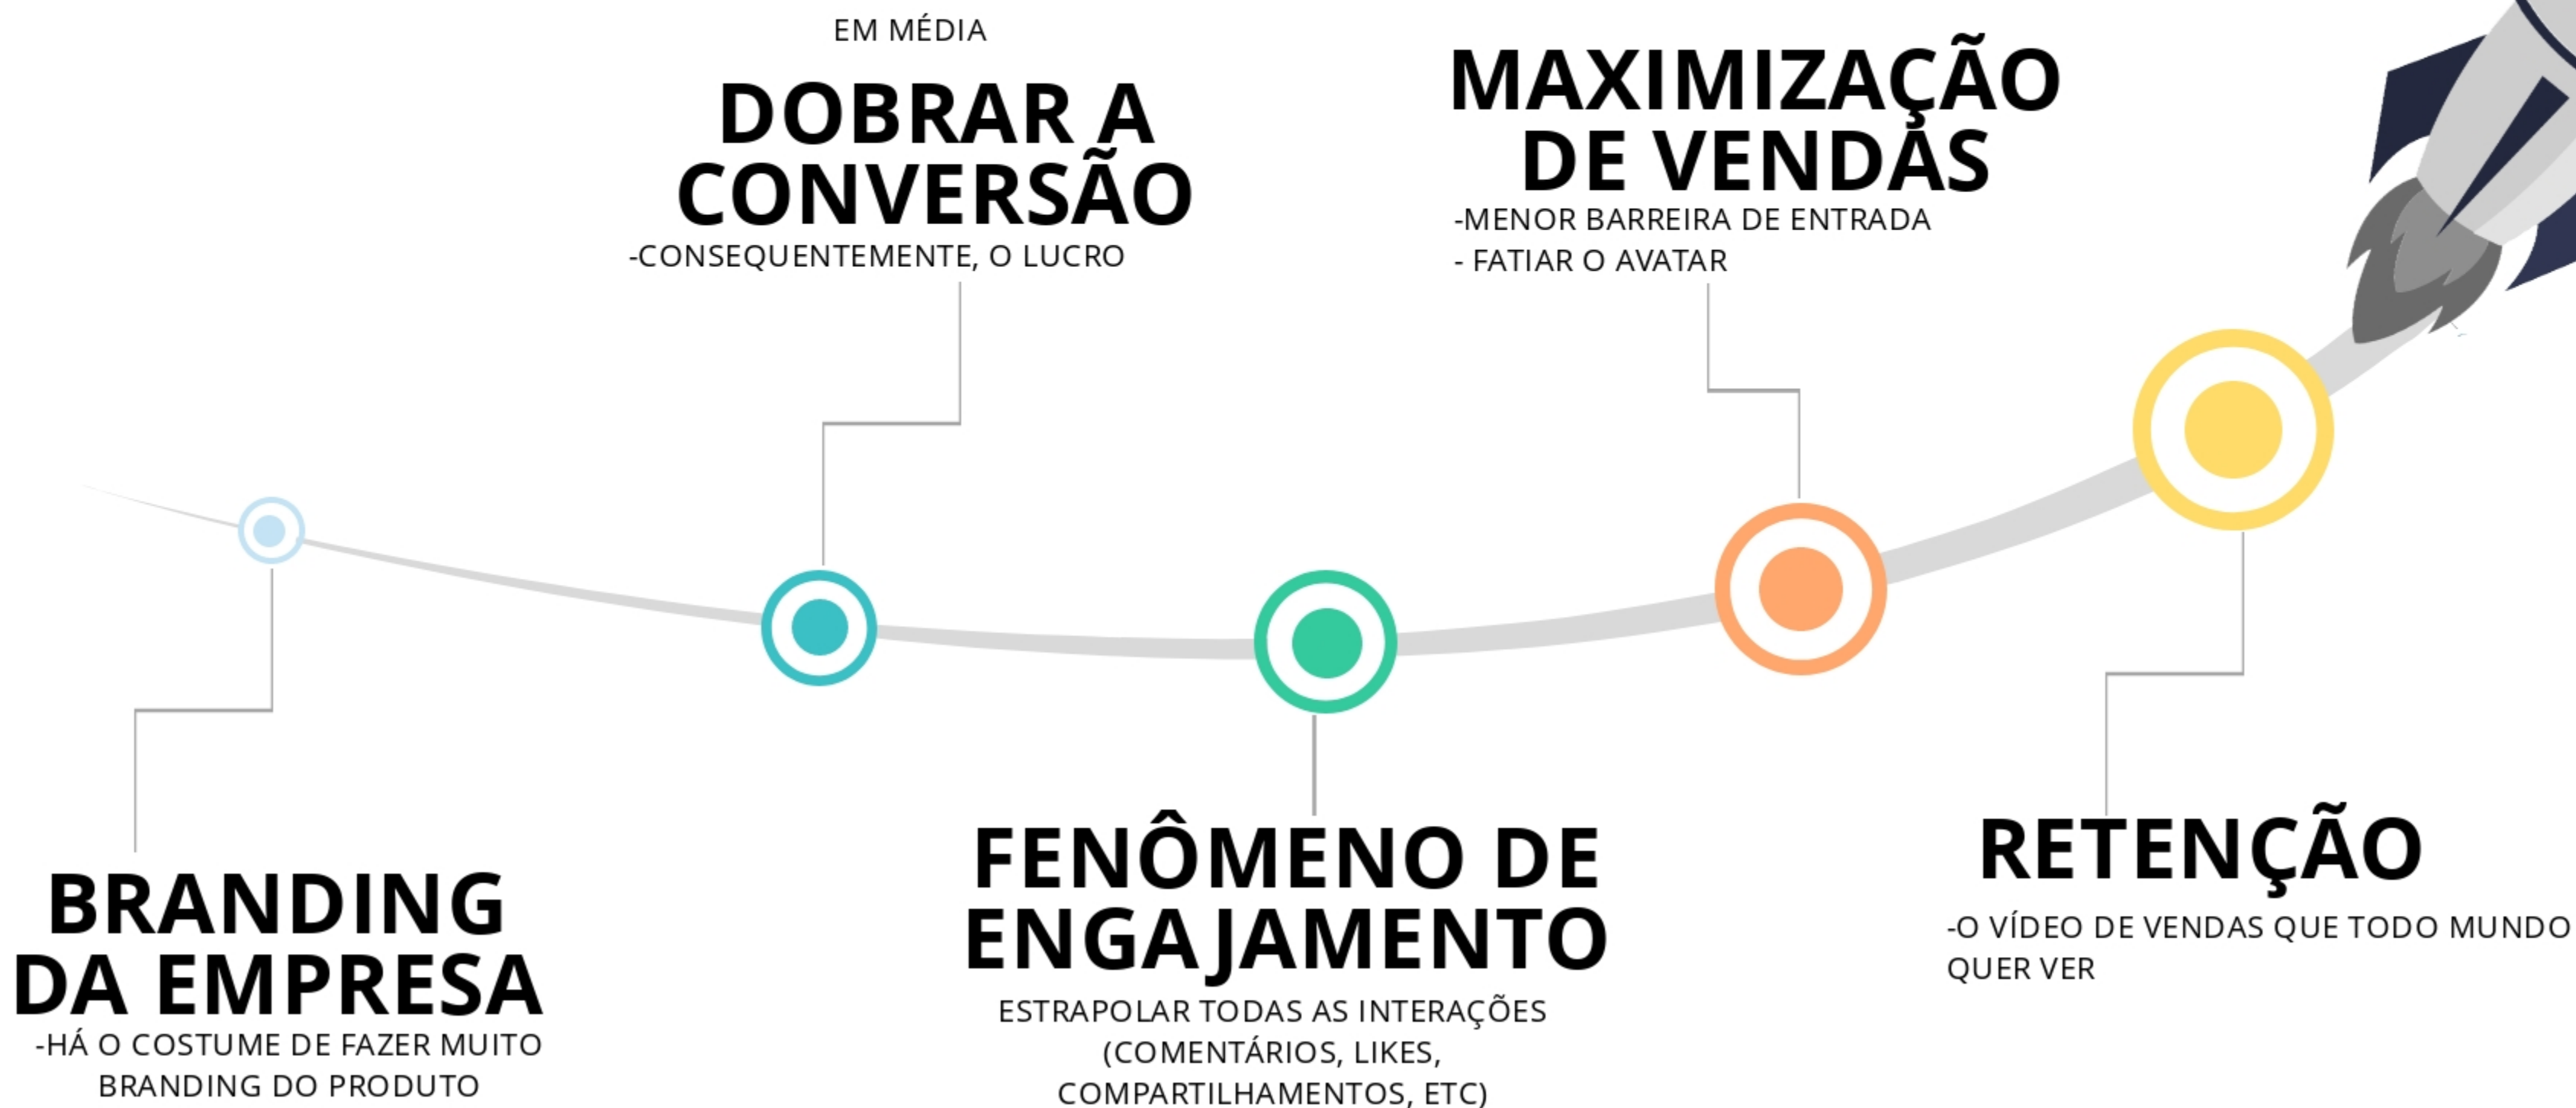 EM MÉDIA
DOBRAR A
CONVERSÃO
-CONSEQUENTEMENTE, O LUCRO
MAXIMIZAÇÃO
DE VENDAS
-MENOR BARREIRA DE ENTRADA
- FATIAR O AVATAR
BRANDING
DA EMPRESA
-HÁ O COSTUME DE FAZER MUITO
BRANDING DO PRODUTO
FENÔMENO DE
ENGAJAMENTO
ESTRAPOLAR TODAS AS INTERAÇÕES
(COMENTÁRIOS, LIKES,
COMPARTILHAMENTOS, ETC)
RETENÇÃO
-O VÍDEO DE VENDAS QUE TODO MUNDO
QUER VER